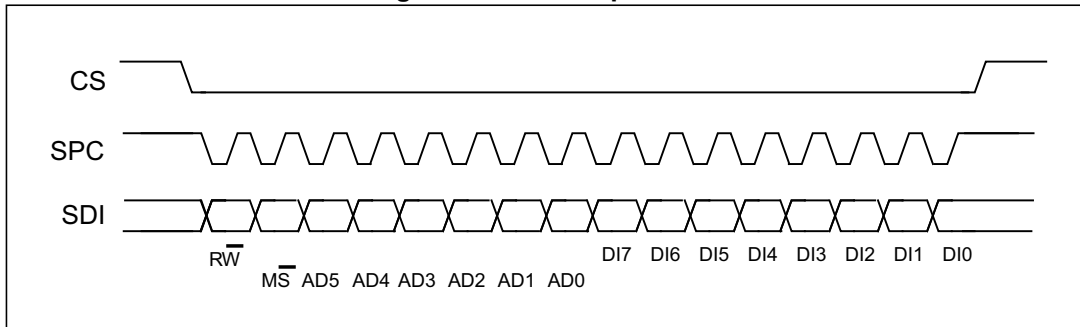 CS
SPC
SDI
RW̅
DI7 DI6 DI5 DI4 DI3 DI2 DI1 DI0
MS̅ AD5 AD4 AD3 AD2 AD1 AD0